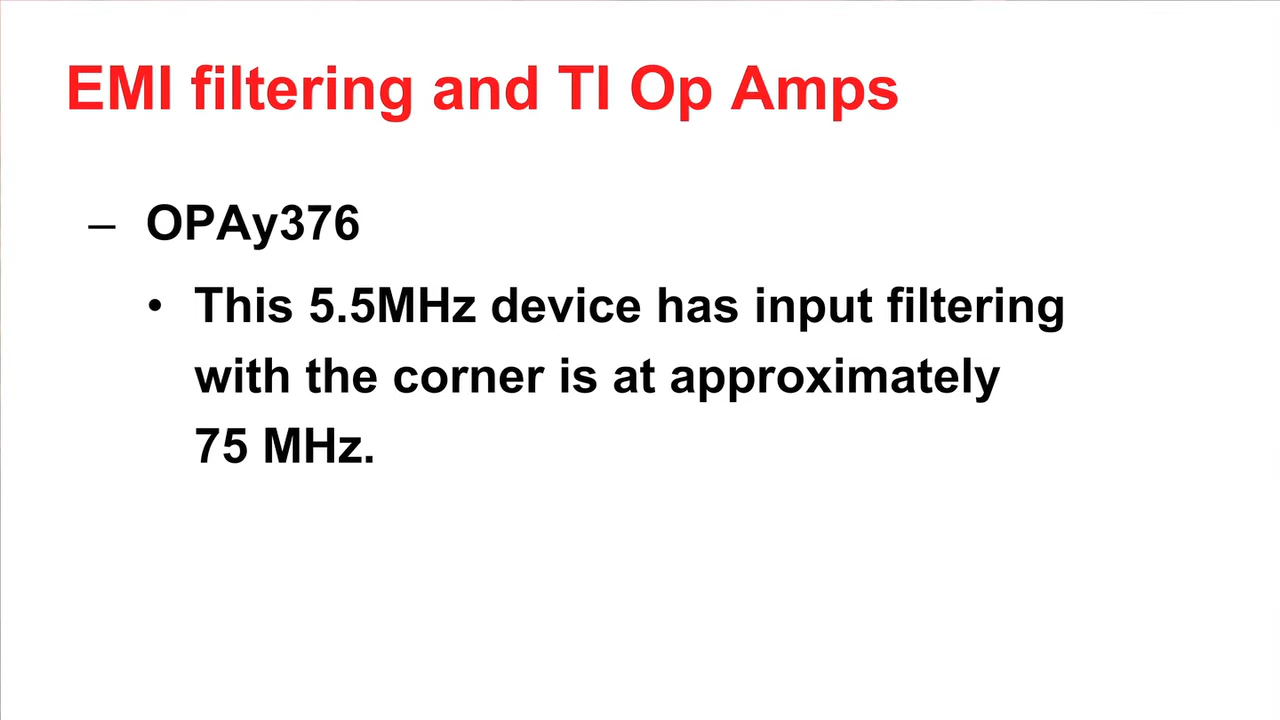 EMI filtering and TI Op Amps
– OPAy376
• This 5.5MHz device has input filtering
with the corner is at approximately
75 MHz.